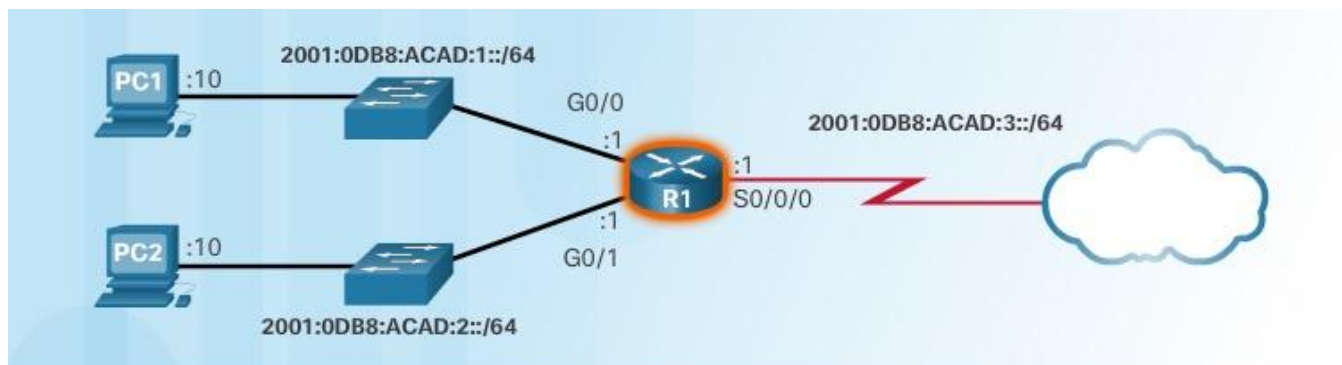 2001:0DB8:ACAD:1::/64
PC1 :10
G0/0
:1
2001:0DB8:ACAD:3::/64
:1
R1 S0/0/0
:1
G0/1
PC2 :10
2001:0DB8:ACAD:2::/64